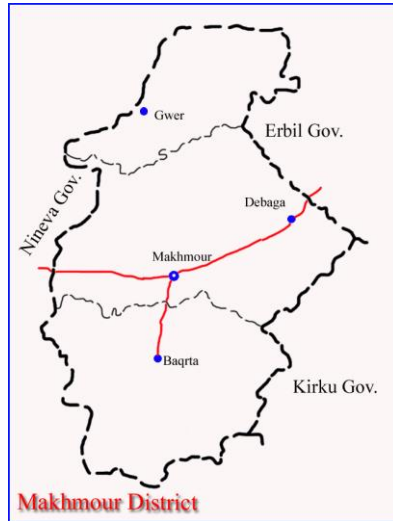 Gwer
Erbil Gov.
Nineva Gov.
Debaga
Makhmour
Baqrta
Kirku Gov.
Makhmour District